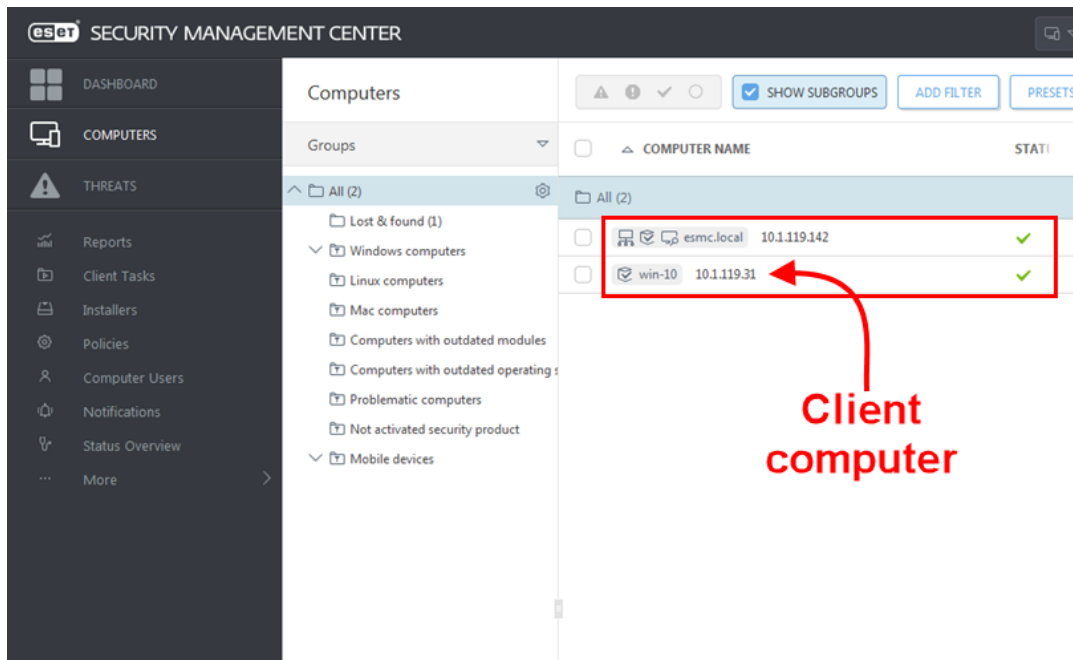 eset SECURITY MANAGEMENT CENTER
DASHBOARD
COMPUTERS
THREATS
Reports
Client Tasks
Installers
Policies
Computer Users
Notifications
Status Overview
More
Computers
Groups
All (2)
Lost & found (1)
Windows computers
Linux computers
Mac computers
Computers with outdated modules
Computers with outdated operating s
Problematic computers
Not activated security product
Mobile devices
SHOW SUBGROUPS ADD FILTER PRESETS
COMPUTER NAME STATU
All (2)
esmc.local 10.1.119.142
win-10 10.1.119.31
Client
computer